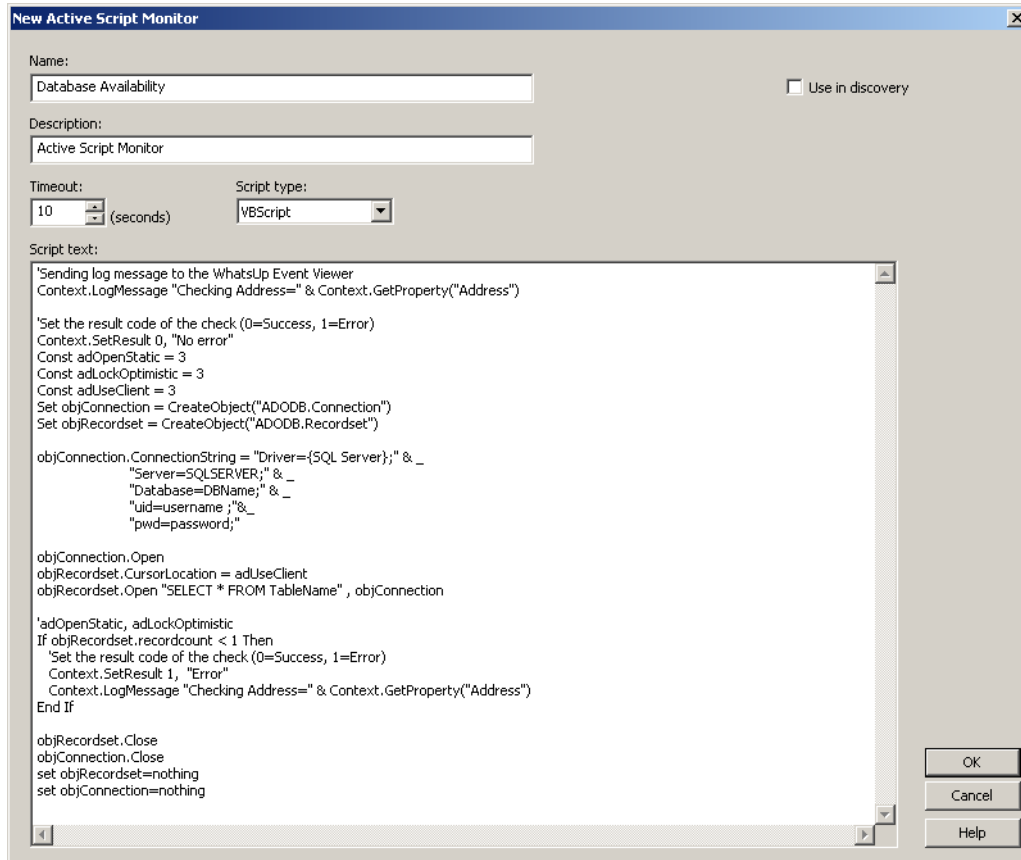 New Active Script Monitor
Name:
Database Availability
Use in discovery
Description:
Active Script Monitor
Timeout:
Script type:
10
(seconds)
VBScript
Script text:
'Sending log message to the WhatsUp Event Viewer
Context.LogMessage "Checking Address=" & Context.GetProperty("Address")

'Set the result code of the check (0=Success, 1=Error)
Context.SetResult 0, "No error"
Const adOpenStatic = 3
Const adLockOptimistic = 3
Const adUseClient = 3
Set objConnection = CreateObject("ADODB.Connection")
Set objRecordset = CreateObject("ADODB.Recordset")

objConnection.ConnectionString = "Driver={SQL Server};" & _
"Server=SQLSERVER;" & _
"Database=DBName;" & _
"uid=username ;"&_
"pwd=password;"

objConnection.Open
objRecordset.CursorLocation = adUseClient
objRecordset.Open "SELECT * FROM TableName" , objConnection

'adOpenStatic, adLockOptimistic
If objRecordset.recordcount < 1 Then
'Set the result code of the check (0=Success, 1=Error)
Context.SetResult 1,  "Error"
Context.LogMessage "Checking Address=" & Context.GetProperty("Address")
End If

objRecordset.Close
objConnection.Close
set objRecordset=nothing
set objConnection=nothing
OK
Cancel
Help